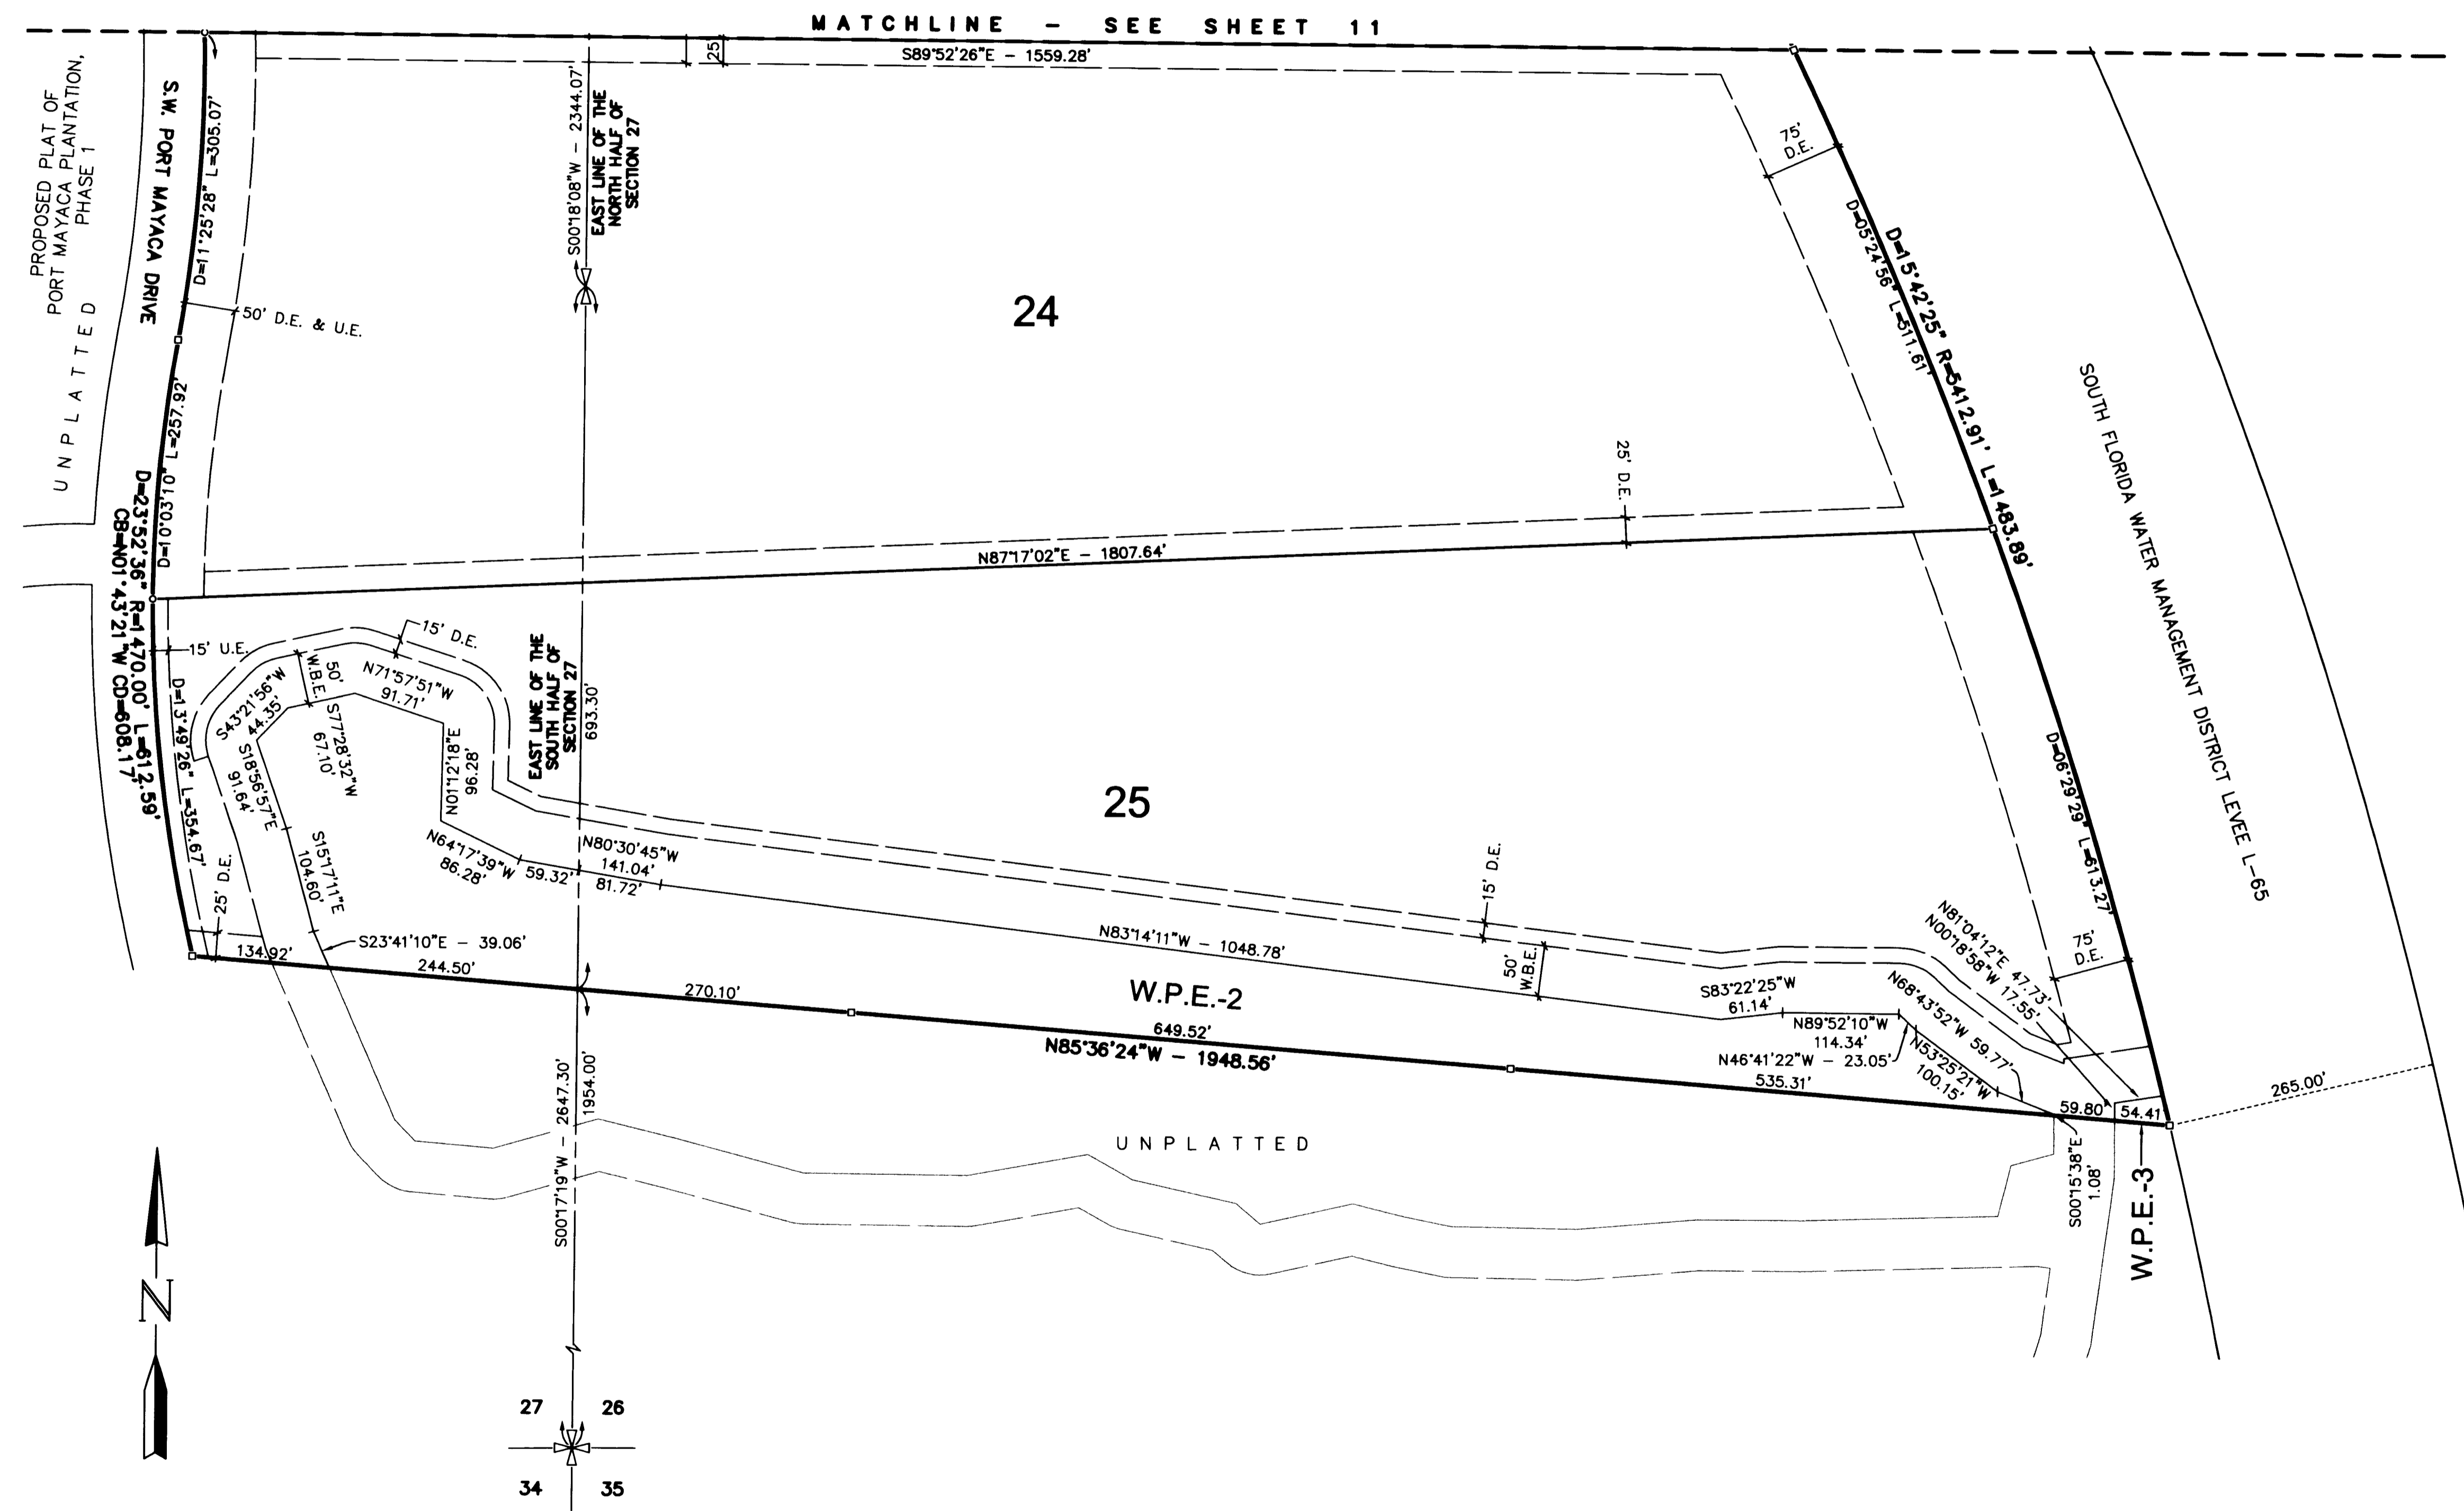 MATCHLINE - SEE SHEET 11
S89°52'26"E - 1559.28'
25'
PROPOSED PLAT OF
PORT MAYACA PLANTATION,
PHASE 1
UNPLATTED
S.W. PORT MAYACA DRIVE
D=11°25'28" L=305.07'
50' D.E. & U.E.
D=10°03'10" L=257.92'
D=23°52'36" R=1470.00' L=612.59'
CB=N01°43'21"W CD=608.17'
S00°18'08"W - 2344.07'
EAST LINE OF THE
NORTH HALF OF
SECTION 27
24
75'
D.E.
D=05°24'56" L=511.61'
D=15°42'25" R=5412.91' L=1483.89'
SOUTH FLORIDA WATER MANAGEMENT DISTRICT LEVEE L-65
25' D.E.
N87°17'02"E - 1807.64'
15' U.E.
D=13°49'26" L=354.67'
15' D.E.
50'
W.B.E.
N71°57'51"W
91.71'
S43°21'56"W
44.35'
S77°28'32"W
67.10'
S18°56'57"E
91.64'
N01°12'18"E
96.28'
EAST LINE OF THE
SOUTH HALF OF
SECTION 27
693.30'
25
S15°17'11"E
104.60'
N64°17'39"W
86.28'
59.32'
N80°30'45"W
141.04'
81.72'
25' D.E.
134.92'
S23°41'10"E - 39.06'
244.50'
N83°14'11"W - 1048.78'
15' D.E.
50'
W.B.E.
D=06°29'29" L=613.27'
75'
D.E.
N81°04'12"E 47.73'
N00°18'58"W 17.55'
N68°43'52"W 59.77'
S83°22'25"W
61.14'
N89°52'10"W
114.34'
N46°41'22"W - 23.05'
N53°25'21"W
100.15'
270.10'
W.P.E.-2
649.52'
N85°36'24"W - 1948.56'
535.31'
59.80'
54.41'
265.00'
S00°15'38"E
1.08'
W.P.E.-3
UNPLATTED
S00°17'19"W - 2647.30'
1954.00'
N
27 26
34 35